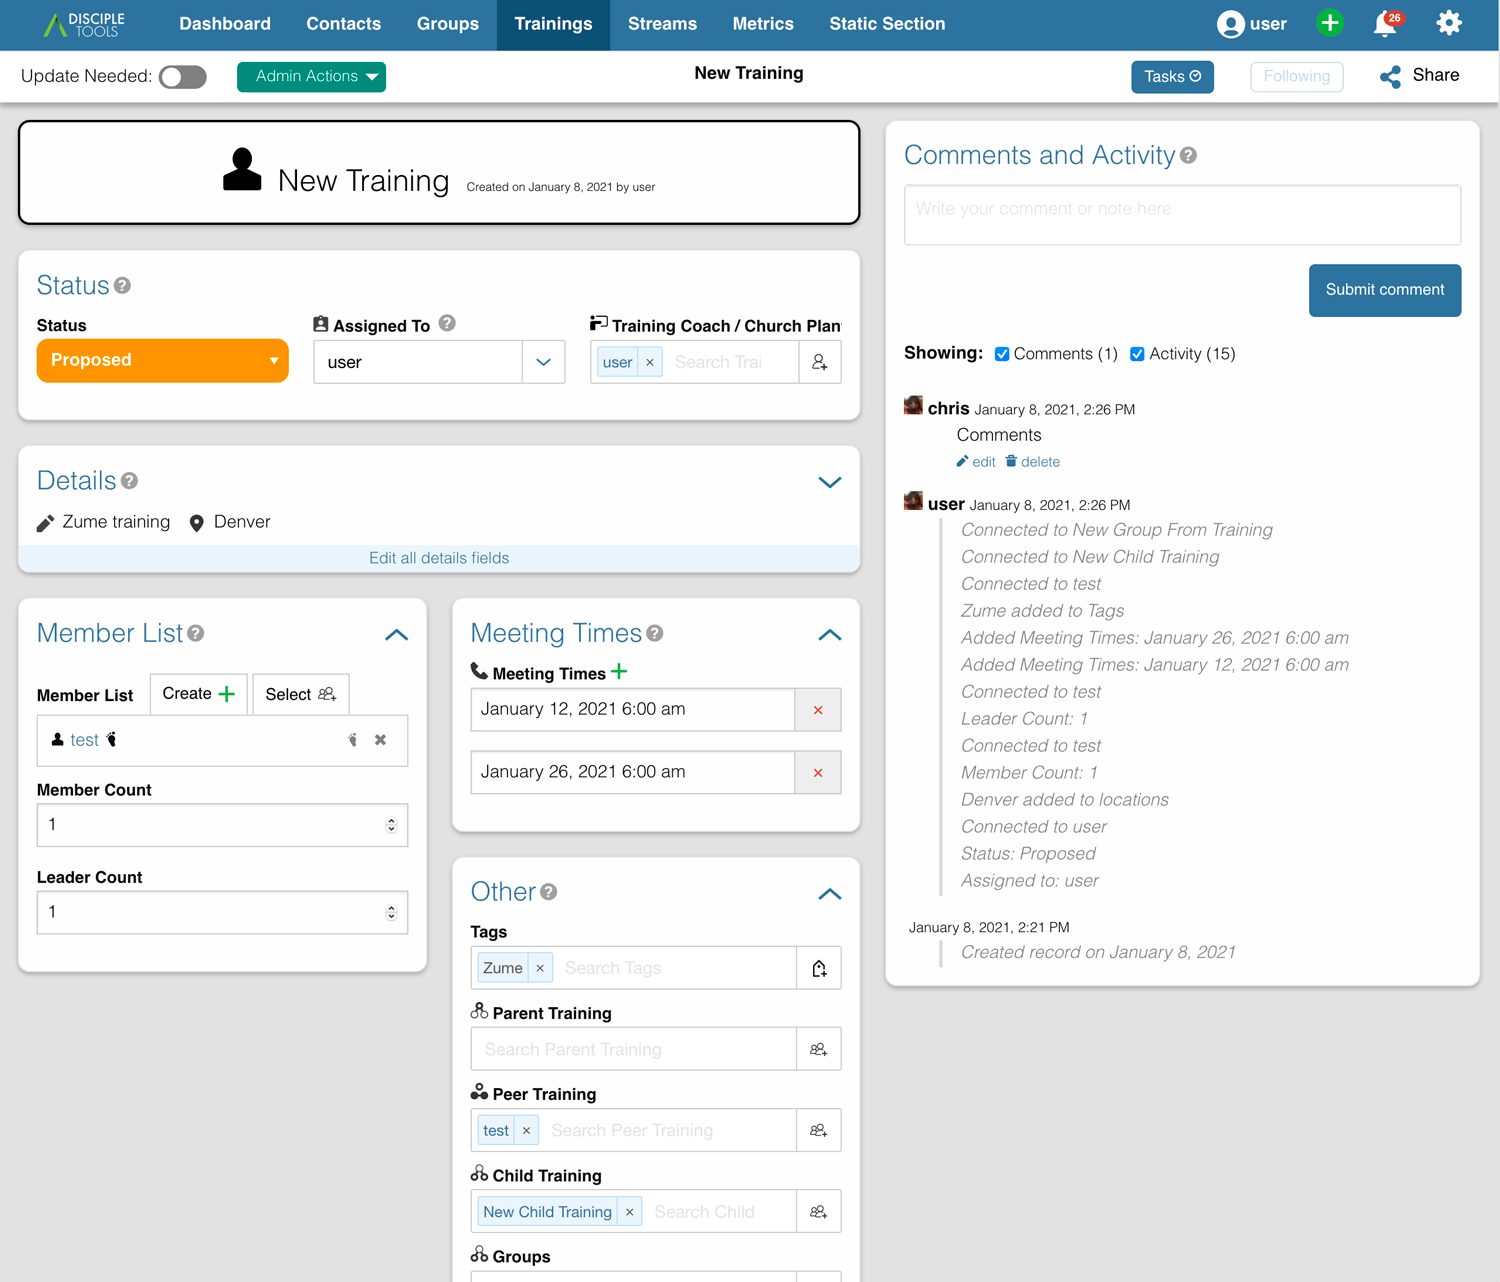 DISCIPLE TOOLS
Dashboard Contacts Groups Trainings Streams Metrics Static Section
user 26
Update Needed: Admin Actions
New Training
Tasks Following Share
New Training Created on January 8, 2021 by user
Status
Status
Proposed
Assigned To
user
Training Coach / Church Plan
user × Search Trai
Details
Zume training Denver
Edit all details fields
Member List
Member List Create Select
test
Member Count
1
Leader Count
1
Meeting Times
Meeting Times
January 12, 2021 6:00 am
January 26, 2021 6:00 am
Other
Tags
Zume × Search Tags
Parent Training
Search Parent Training
Peer Training
test × Search Peer Training
Child Training
New Child Training × Search Child
Groups
Comments and Activity
Write your comment or note here
Submit comment
Showing: Comments (1) Activity (15)
chris January 8, 2021, 2:26 PM
Comments
edit delete
user January 8, 2021, 2:26 PM
Connected to New Group From Training
Connected to New Child Training
Connected to test
Zume added to Tags
Added Meeting Times: January 26, 2021 6:00 am
Added Meeting Times: January 12, 2021 6:00 am
Connected to test
Leader Count: 1
Connected to test
Member Count: 1
Denver added to locations
Connected to user
Status: Proposed
Assigned to: user
January 8, 2021, 2:21 PM
Created record on January 8, 2021